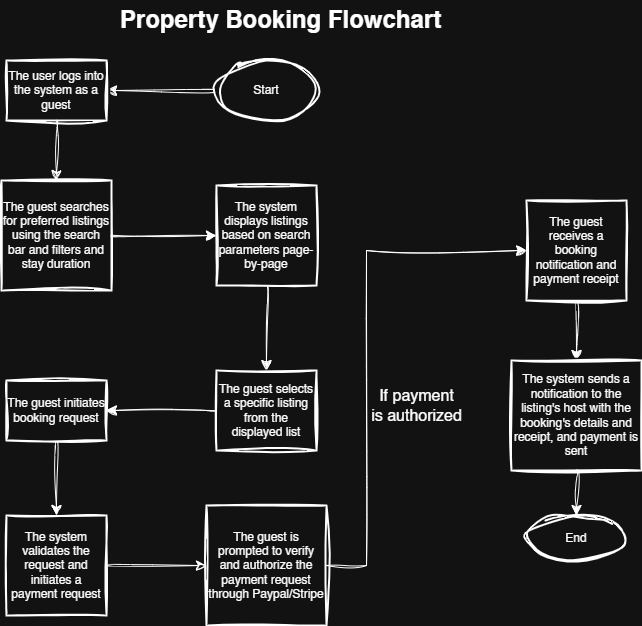 Property Booking Flowchart
Start
The user logs into
the system as a
guest
The guest searches
for preferred listings
using the search
bar and filters and
stay duration
The system
displays listings
based on search
parameters page-
by-page
The guest selects
a specific listing
from the
displayed list
The guest initiates
booking request
The system
validates the
request and
initiates a
payment request
The guest is
prompted to verify
and authorize the
payment request
through Paypal/Stripe
If payment
is authorized
The guest
receives a
booking
notification and
payment receipt
The system sends a
notification to the
listing's host with the
booking's details and
receipt, and payment is
sent
End